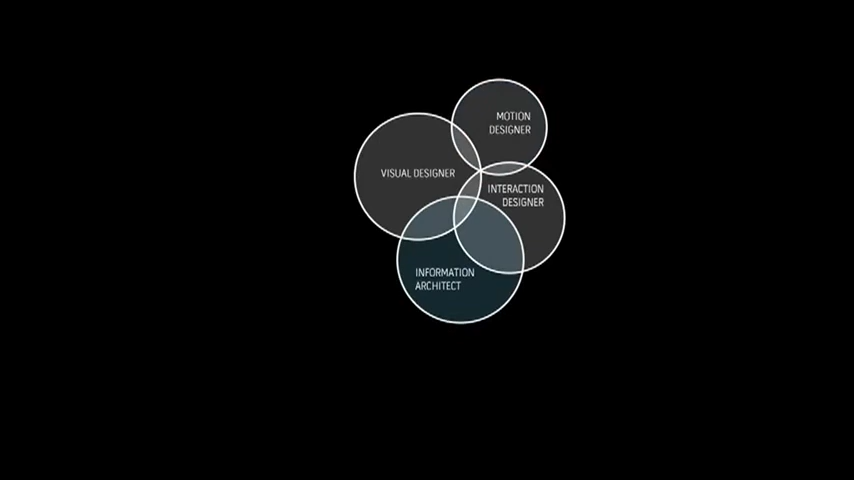 MOTION
DESIGNER
VISUAL DESIGNER
INTERACTION
DESIGNER
INFORMATION
ARCHITECT